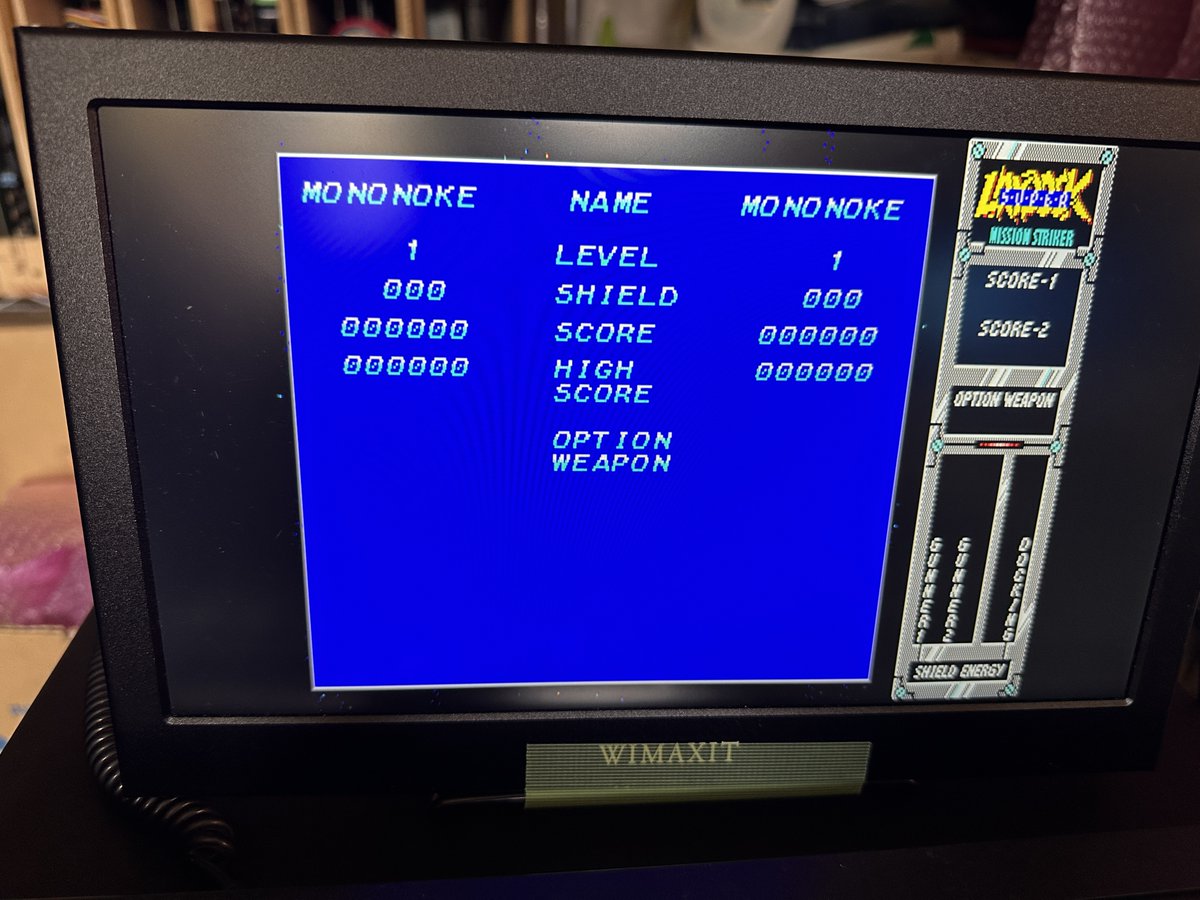 MONONOKE NAME MONONOKE
1 LEVEL 1
000 SHIELD 000
000000 SCORE 000000
000000 HIGH 000000
SCORE
OPTION
WEAPON
MISSION STRIKER
SCORE-1
SCORE-2
OPTION WEAPON
GUNNER1
GUNNER2
DOCKING
SHIELD ENERGY
WIMAXIT